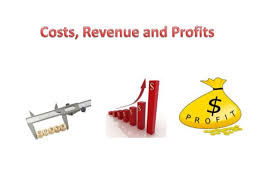 Costs, Revenue and Profits
$
$
PROFIT